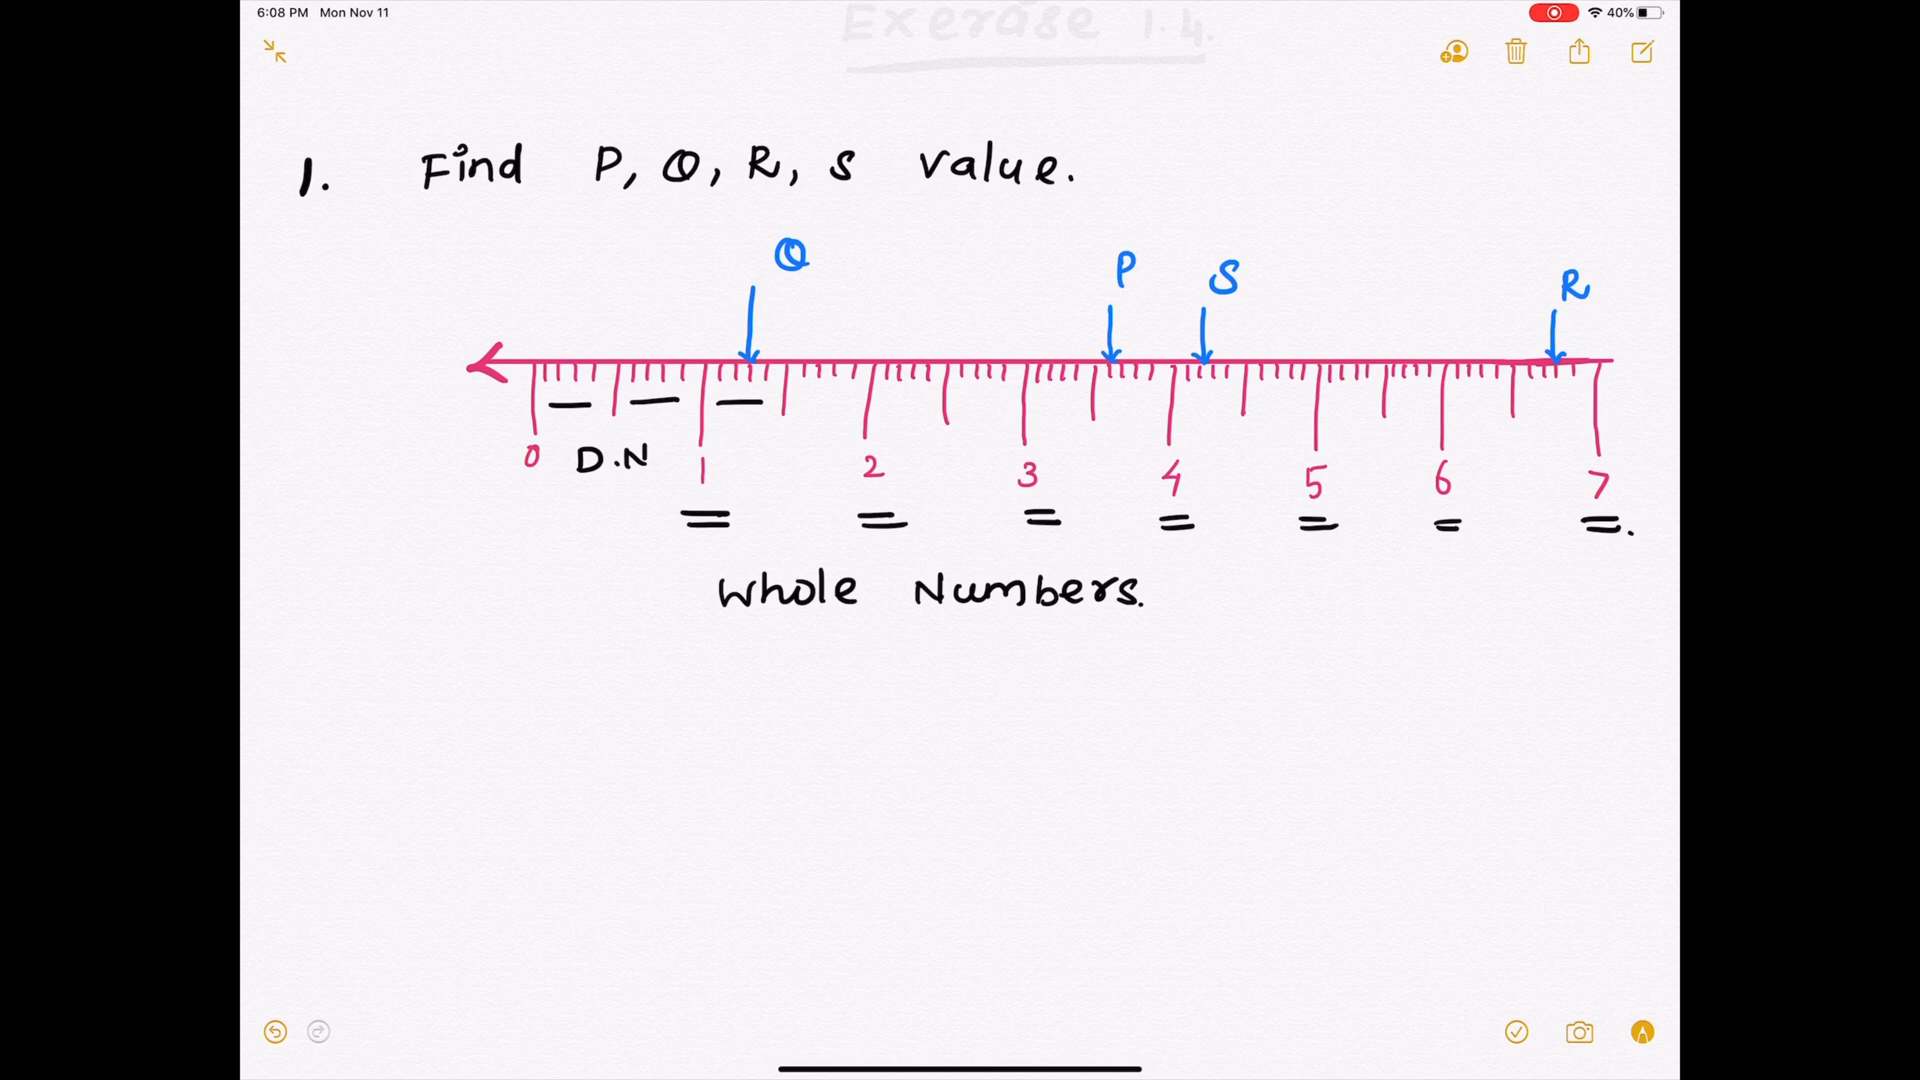 6:08 PM Mon Nov 11
40%
Exercise 1.4.
1. Find P, Q, R, S value.
Q P S R
0 1 2 3 4 5 6 7
D.N
Whole Numbers.